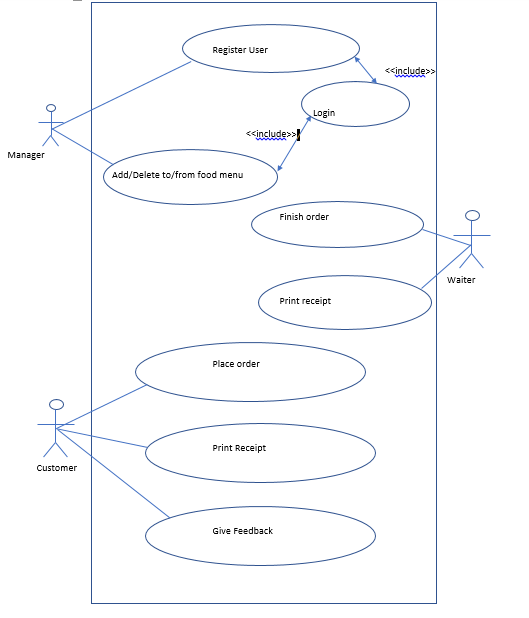 Register User
<<include>>
Login
<<include>>
Manager
Add/Delete to/from food menu
Finish order
Waiter
Print receipt
Place order
Customer
Print Receipt
Give Feedback